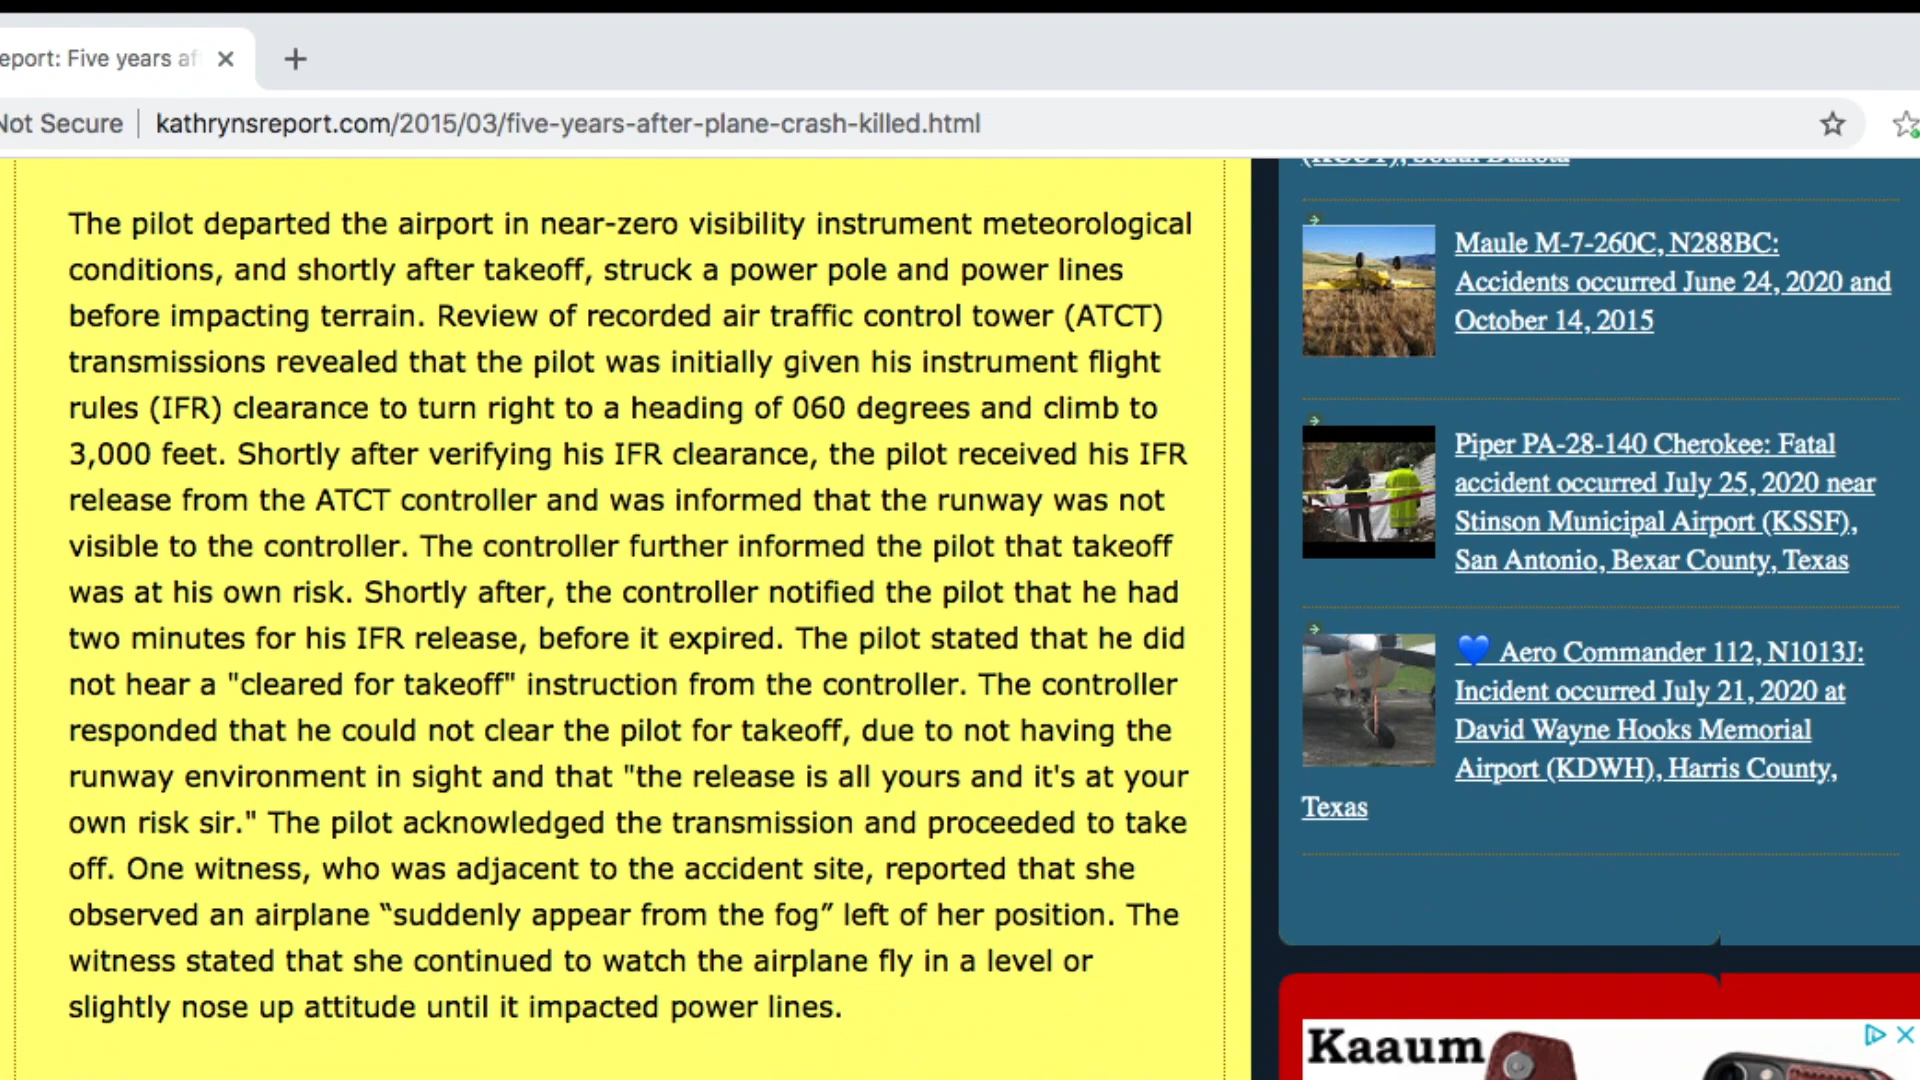 eport: Five years af
Not Secure
kathrynsreport.com/2015/03/five-years-after-plane-crash-killed.html
The pilot departed the airport in near-zero visibility instrument meteorological
conditions, and shortly after takeoff, struck a power pole and power lines
before impacting terrain. Review of recorded air traffic control tower (ATCT)
transmissions revealed that the pilot was initially given his instrument flight
rules (IFR) clearance to turn right to a heading of 060 degrees and climb to
3,000 feet. Shortly after verifying his IFR clearance, the pilot received his IFR
release from the ATCT controller and was informed that the runway was not
visible to the controller. The controller further informed the pilot that takeoff
was at his own risk. Shortly after, the controller notified the pilot that he had
two minutes for his IFR release, before it expired. The pilot stated that he did
not hear a "cleared for takeoff" instruction from the controller. The controller
responded that he could not clear the pilot for takeoff, due to not having the
runway environment in sight and that "the release is all yours and it's at your
own risk sir." The pilot acknowledged the transmission and proceeded to take
off. One witness, who was adjacent to the accident site, reported that she
observed an airplane “suddenly appear from the fog” left of her position. The
witness stated that she continued to watch the airplane fly in a level or
slightly nose up attitude until it impacted power lines.
South Dakota
Maule M-7-260C, N288BC:
Accidents occurred June 24, 2020 and
October 14, 2015
Piper PA-28-140 Cherokee: Fatal
accident occurred July 25, 2020 near
Stinson Municipal Airport (KSSF),
San Antonio, Bexar County, Texas
💙 Aero Commander 112, N1013J:
Incident occurred July 21, 2020 at
David Wayne Hooks Memorial
Airport (KDWH), Harris County,
Texas
Kaaum